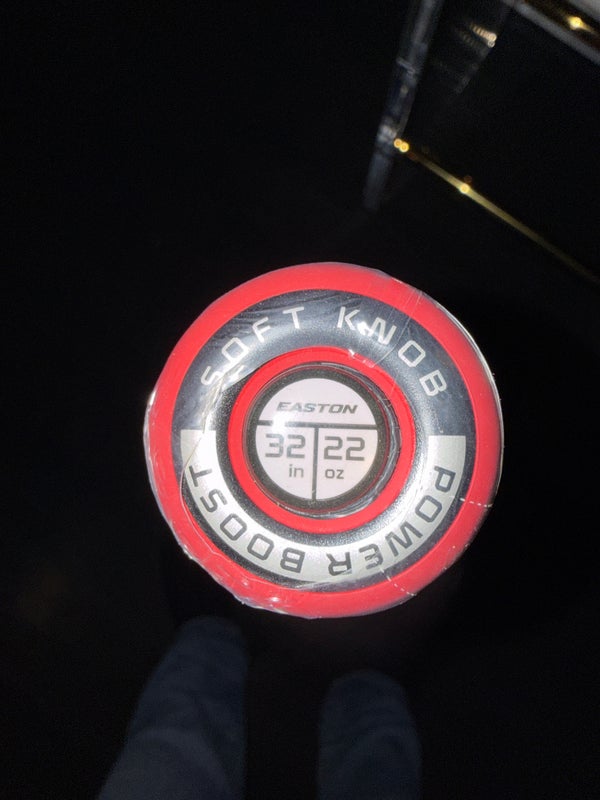 SOFT KNOB
EASTON
32 22
in oz
POWER BOOST